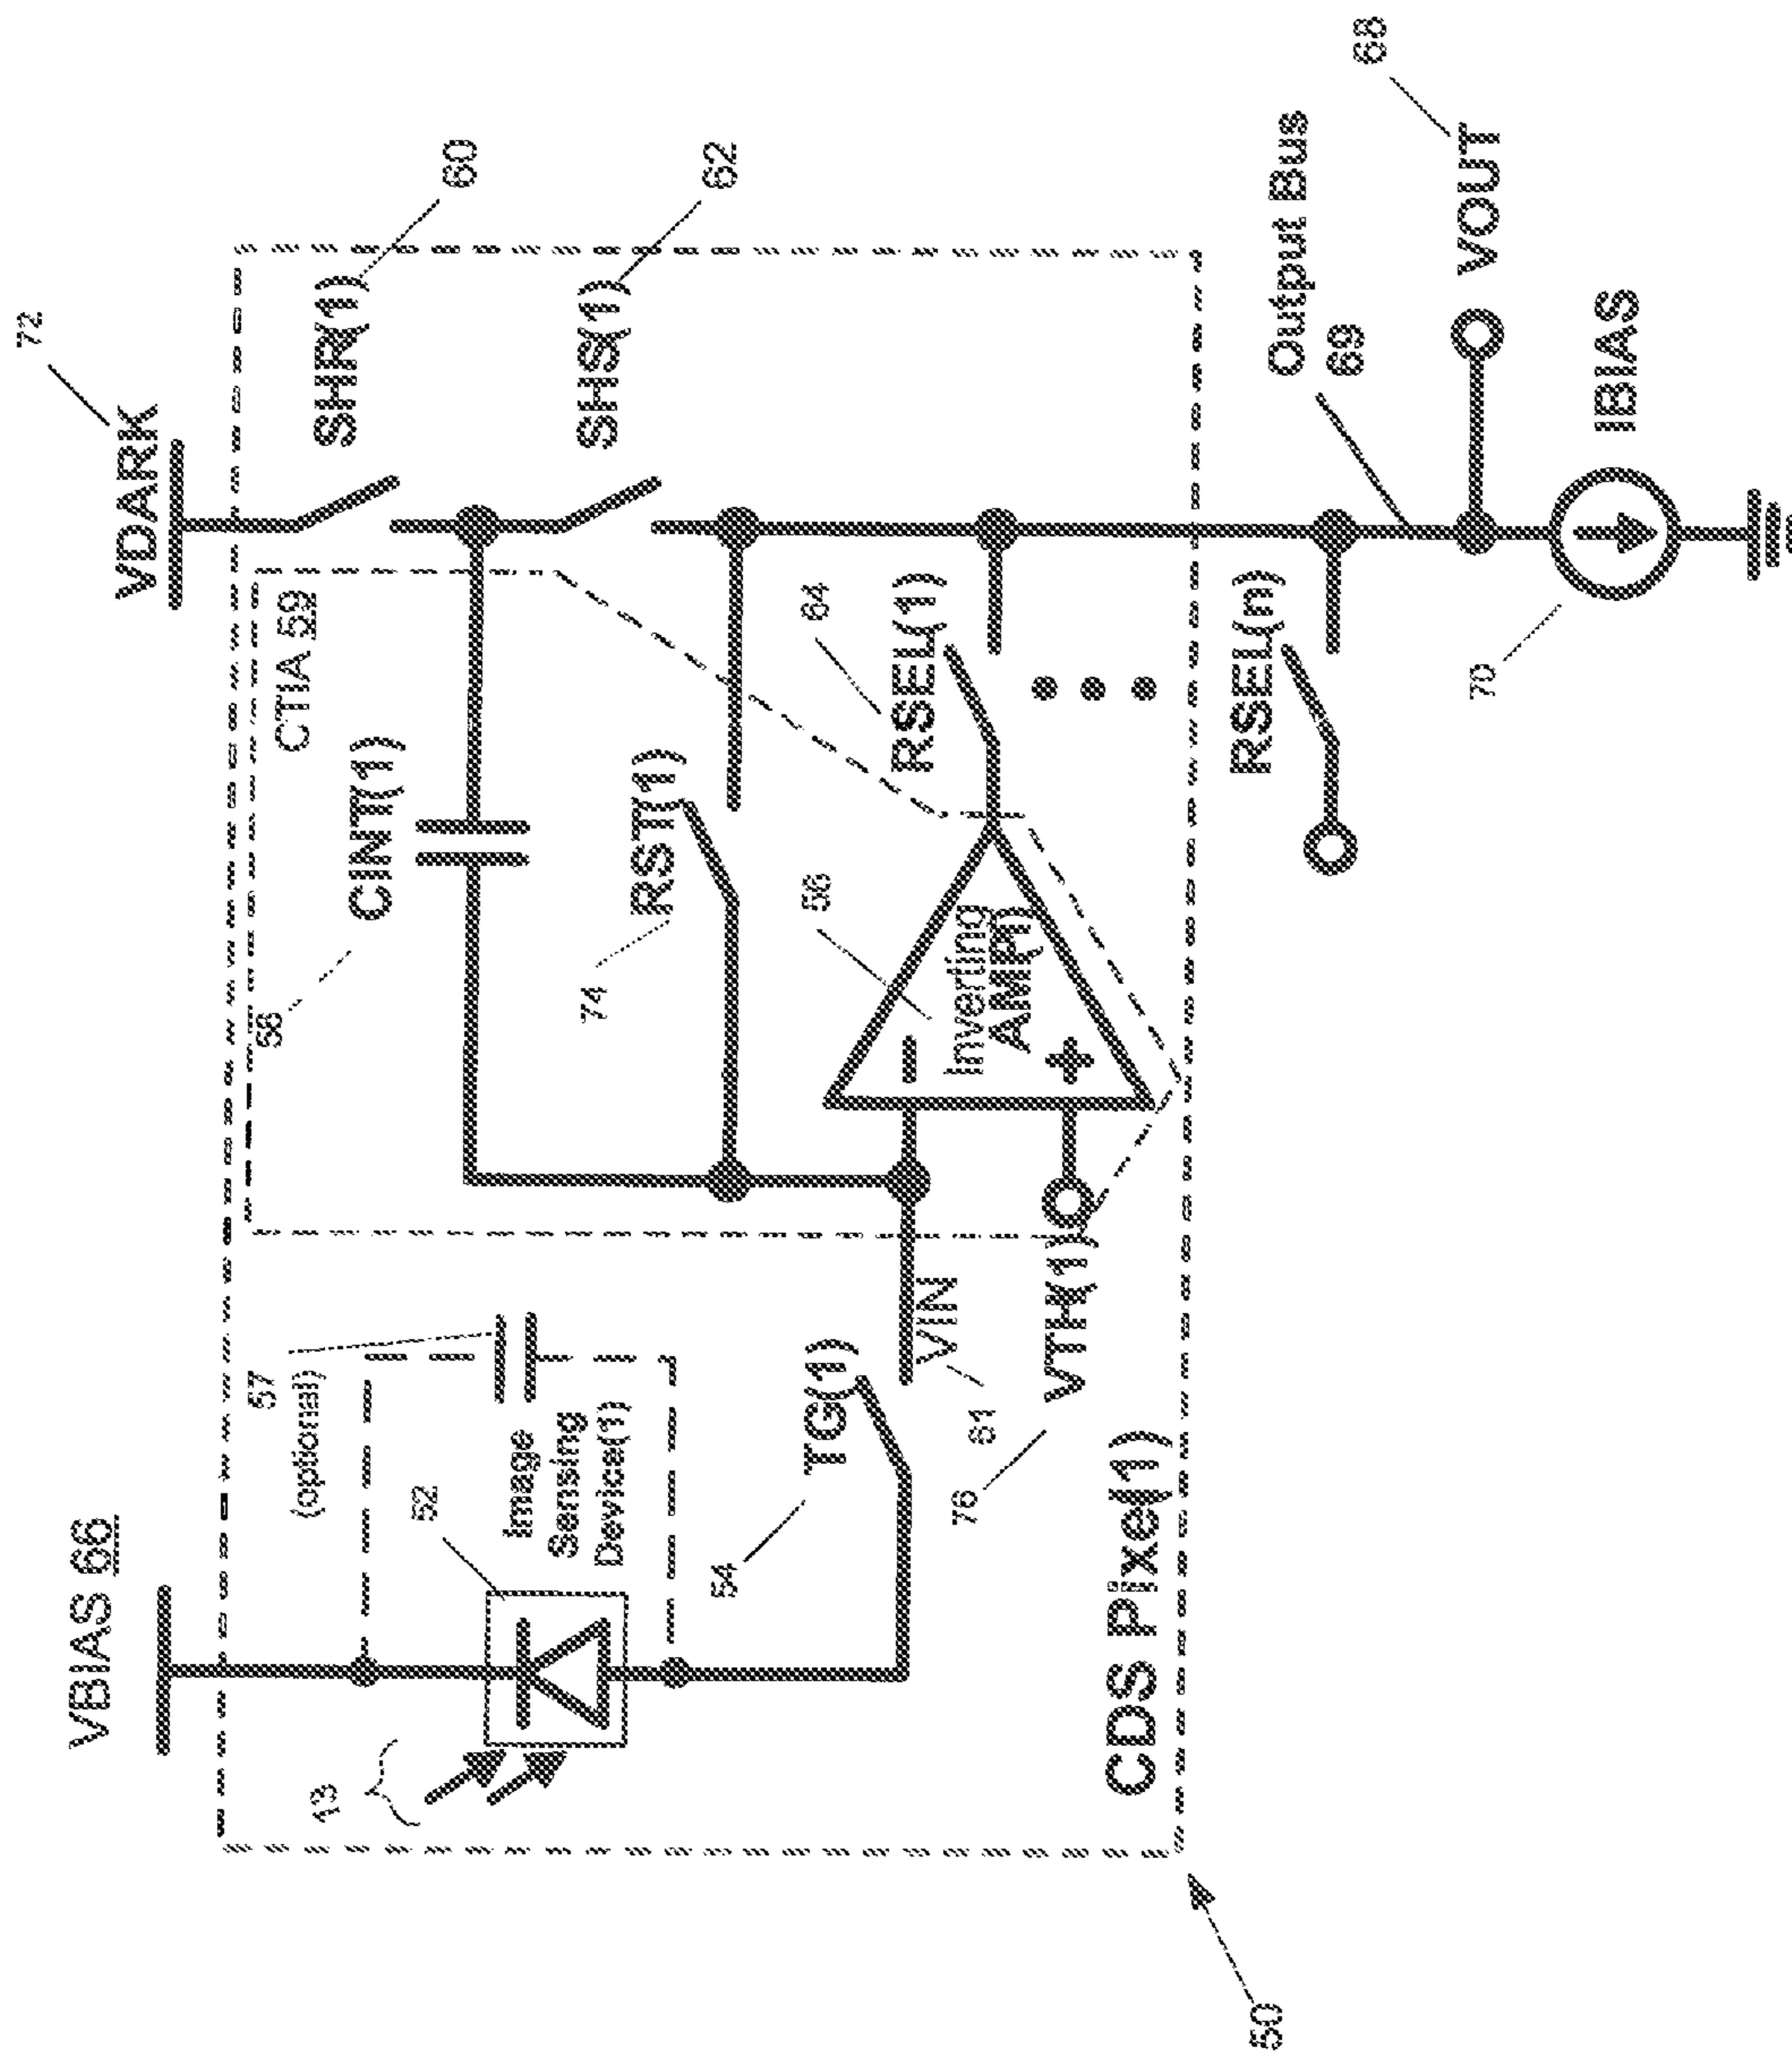 VBIAS 66
VDARK
72
13
57
(optional)
52
Image
Sensing
Device(1)
54
TG(1)
VIN
61
VTH(1)
76
CDS Pixel(1)
50
CTIA 59
58
CINT(1)
74
RST(1)
56
Inverting
AMP(1)
-
+
64
RSEL(1)
SHR(1)
60
SHS(1)
62
RSEL(n)
Output Bus
69
VOUT
68
IBIAS
70